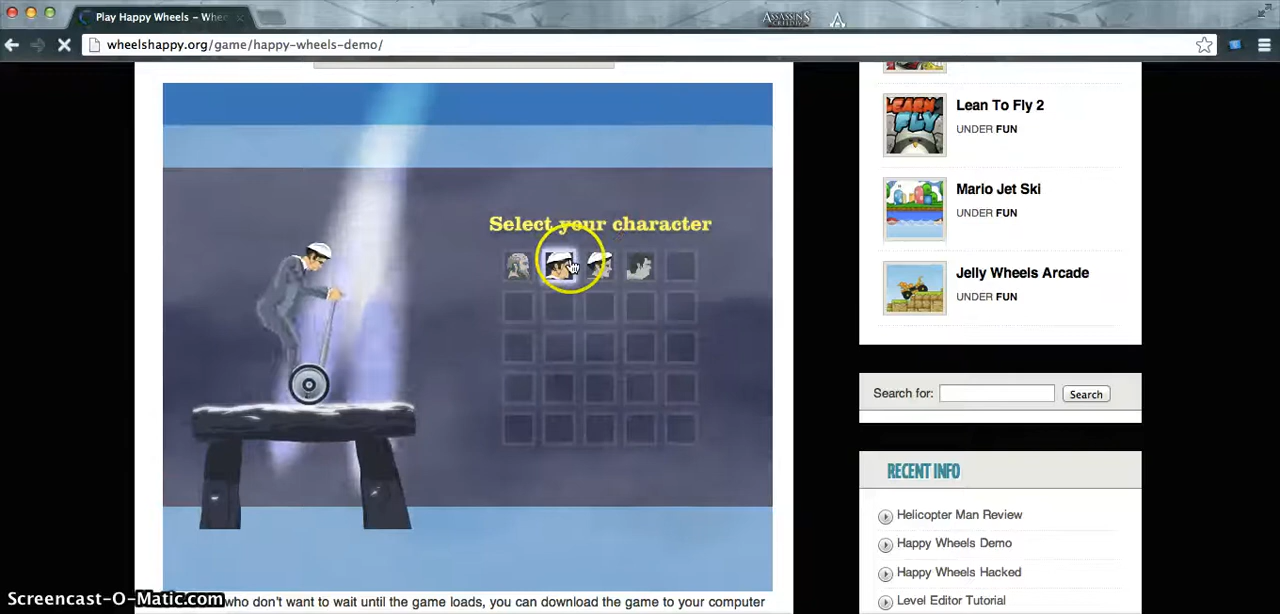 Play Happy Wheels – Whee
ASSASSINS
wheelshappy.org/game/happy-wheels-demo/
Lean To Fly 2
UNDER FUN
Mario Jet Ski
UNDER FUN
Jelly Wheels Arcade
UNDER FUN
Select your character
Search for:
Search
RECENT INFO
Helicopter Man Review
Happy Wheels Demo
Happy Wheels Hacked
Level Editor Tutorial
Screencast-O-Matic.com
who don't want to wait until the game loads, you can download the game to your computer